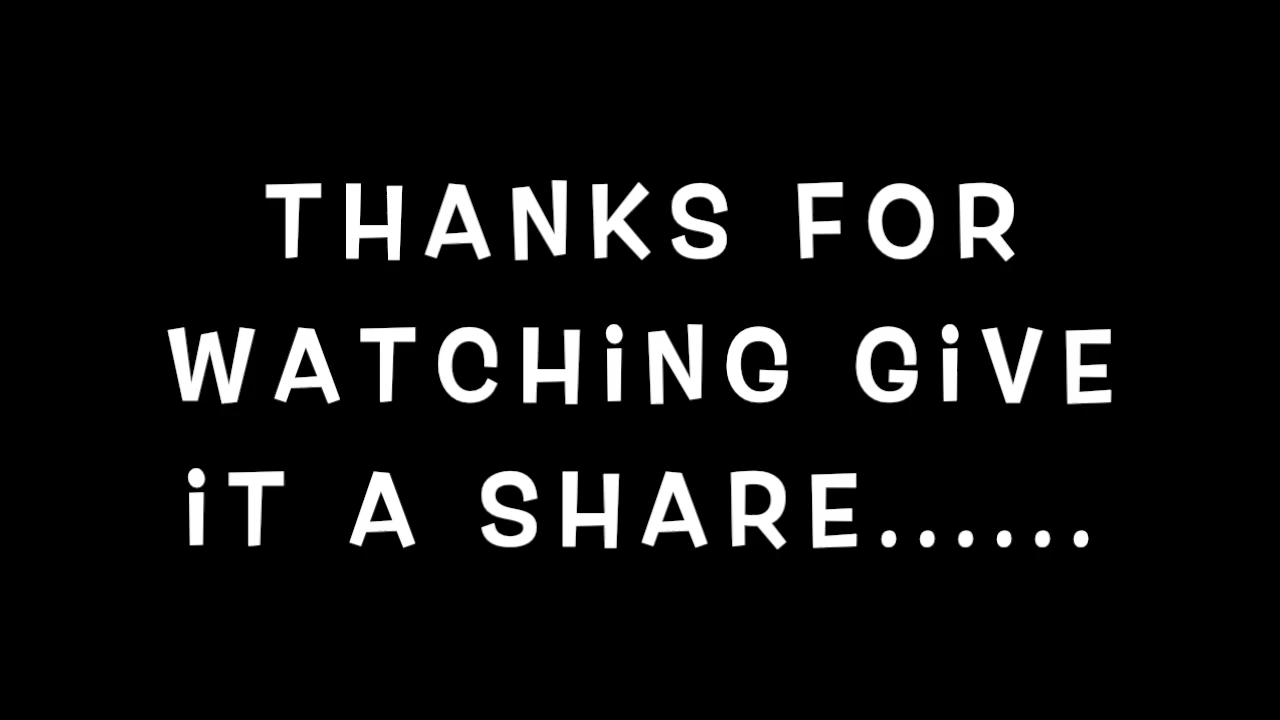 THANKS FOR
WATCHiNG GiVE
iT A SHARE......